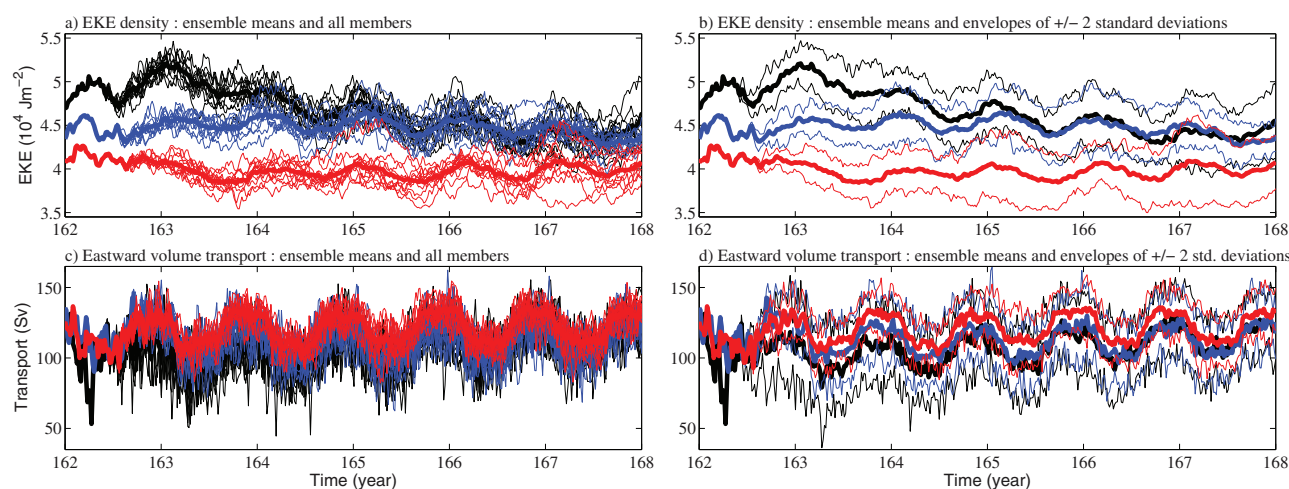 a) EKE density : ensemble means and all members
5.5
5
4.5
4
3.5
EKE (10⁴ Jm⁻²)
162 163 164 165 166 167 168
b) EKE density : ensemble means and envelopes of +/− 2 standard deviations
5.5
5
4.5
4
3.5
162 163 164 165 166 167 168
c) Eastward volume transport : ensemble means and all members
150
100
50
Transport (Sv)
162 163 164 165 166 167 168
Time (year)
d) Eastward volume transport : ensemble means and envelopes of +/− 2 std. deviations
150
100
50
162 163 164 165 166 167 168
Time (year)